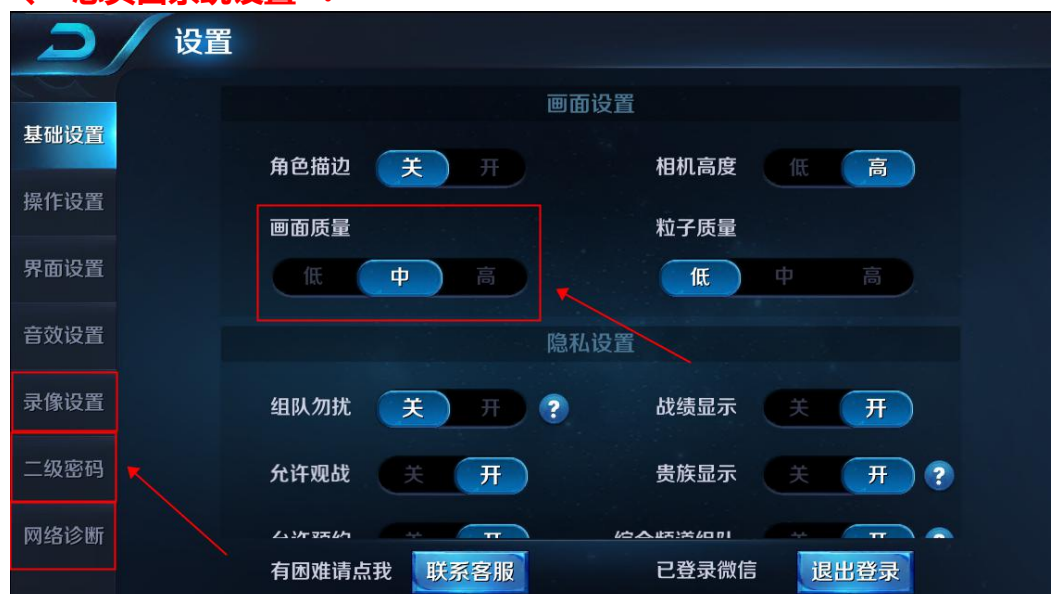 设置
基础设置
操作设置
界面设置
音效设置
录像设置
二级密码
网络诊断
画面设置
角色描边 关 开 相机高度 低 高
画面质量 粒子质量
低 中 高 低 中 高
隐私设置
组队勿扰 关 开 ? 战绩显示 关 开
允许观战 关 开 贵族显示 关 开 ?
有困难请点我 联系客服 已登录微信 退出登录